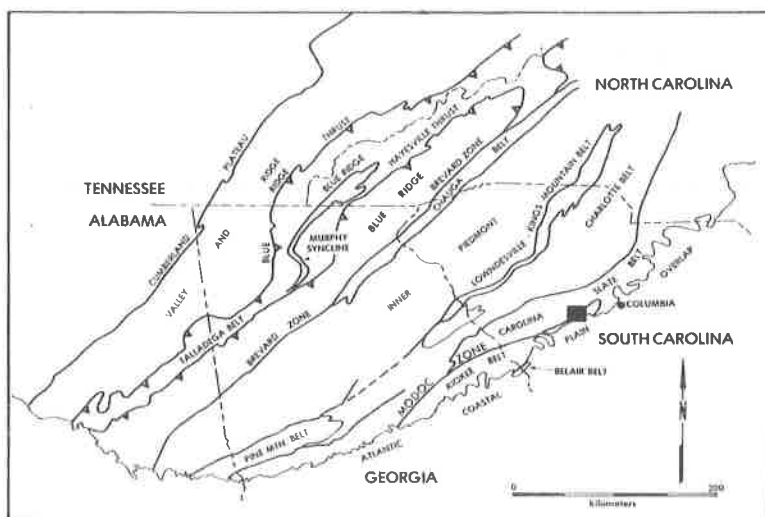 NORTH CAROLINA
TENNESSEE
ALABAMA
SOUTH CAROLINA
GEORGIA
CUMBERLAND PLATEAU
VALLEY AND RIDGE
BLUE RIDGE THRUST
BLUE RIDGE
HAYESVILLE THRUST
MURPHY SYNCLINE
BLUE RIDGE
BREVARD ZONE
CHAUGA BELT
TALLADEGA BELT
BREVARD ZONE
INNER PIEDMONT
LOWNDESVILLE KINGS MOUNTAIN BELT
CHARLOTTE BELT
CAROLINA SLATE BELT
COLUMBIA
MODOC ZONE
KIOKEE BELT
BELAIR BELT
PINE MTN. BELT
ATLANTIC COASTAL PLAIN OVERLAP
N
0
kilometers